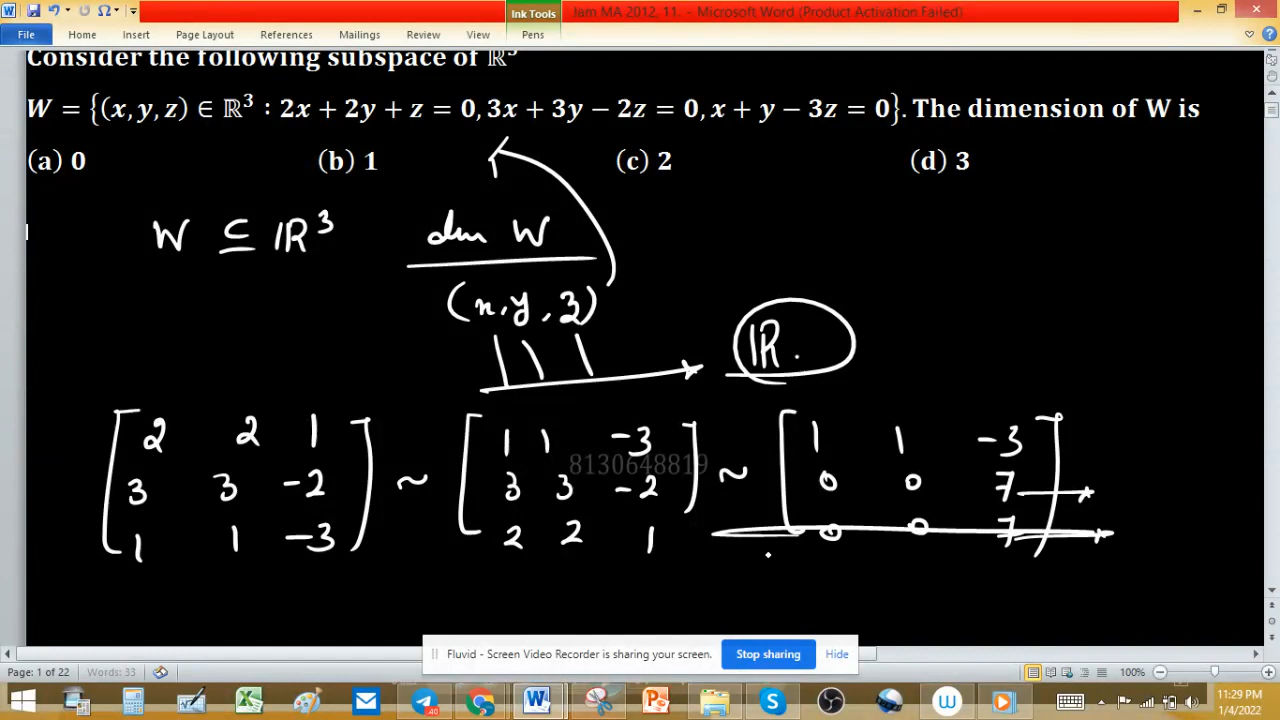 Ink Tools
Jam MA 2012, 11. - Microsoft Word (Product Activation Failed)
File Home Insert Page Layout References Mailings Review View Pens
Consider the following subspace of ℝ³
W = {(x, y, z) ∈ ℝ³ : 2x + 2y + z = 0, 3x + 3y − 2z = 0, x + y − 3z = 0}. The dimension of W is
(a) 0 (b) 1 (c) 2 (d) 3
W ⊆ ℝ³ dim W
(x, y, z)
ℝ.
2 2 1 1 1 -3 1 1 -3
3 3 -2 ~ 3 3 -2 ~ 0 0 7
1 1 -3 2 2 1 0 0 7
8130648819
Fluvid - Screen Video Recorder is sharing your screen. Stop sharing Hide
Page: 1 of 22 Words: 33 100%
11:29 PM
1/4/2022